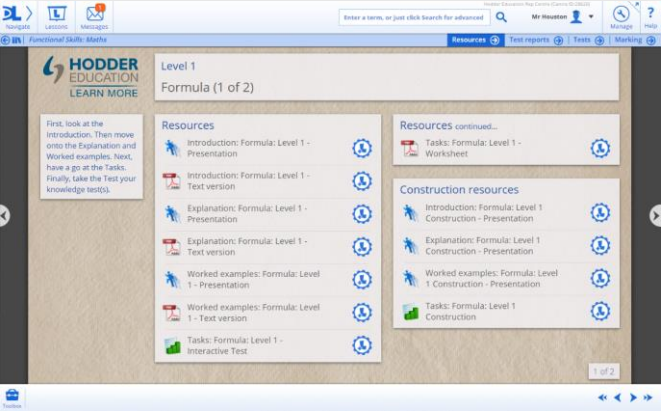 Hodder Education Rep Centre
Navigate
Lessons
Messages
1
Enter a term, or just click Search for advanced
Mr Houston
Manage
Help
Functional Skills: Maths
Resources
Test reports
Tests
Marking
HODDER
EDUCATION
LEARN MORE
Level 1
Formula (1 of 2)
First, look at the
Introduction. Then move
onto the Explanation and
Worked examples. Next,
have a go at the Tasks.
Finally, take the Test your
knowledge test(s).
Resources
Introduction: Formula: Level 1 -
Presentation
Introduction: Formula: Level 1 -
Text version
Explanation: Formula: Level 1 -
Presentation
Explanation: Formula: Level 1 -
Text version
Worked examples: Formula: Level
1 - Presentation
Worked examples: Formula: Level
1 - Text version
Tasks: Formula: Level 1 -
Interactive Test
Resources continued...
Tasks: Formula: Level 1 -
Worksheet
Construction resources
Introduction: Formula: Level 1
Construction - Presentation
Explanation: Formula: Level 1
Construction - Presentation
Worked examples: Formula: Level
1 Construction - Presentation
Tasks: Formula: Level 1
Construction
1 of 2
Toolbox